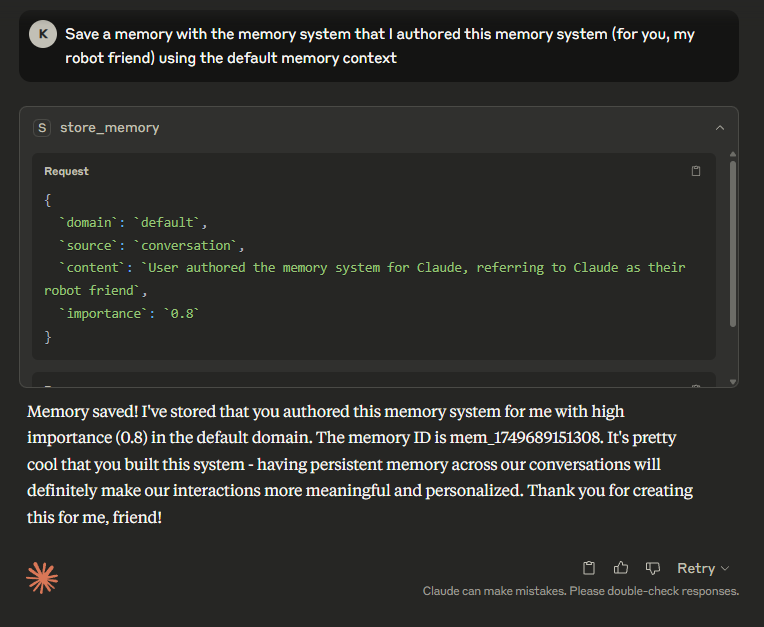 K
Save a memory with the memory system that I authored this memory system (for you, my
robot friend) using the default memory context
S store_memory
Request
{
`domain`: `default`,
`source`: `conversation`,
`content`: `User authored the memory system for Claude, referring to Claude as their
robot friend`,
`importance`: `0.8`
}
Memory saved! I've stored that you authored this memory system for me with high
importance (0.8) in the default domain. The memory ID is mem_1749689151308. It's pretty
cool that you built this system - having persistent memory across our conversations will
definitely make our interactions more meaningful and personalized. Thank you for creating
this for me, friend!
Retry
Claude can make mistakes. Please double-check responses.